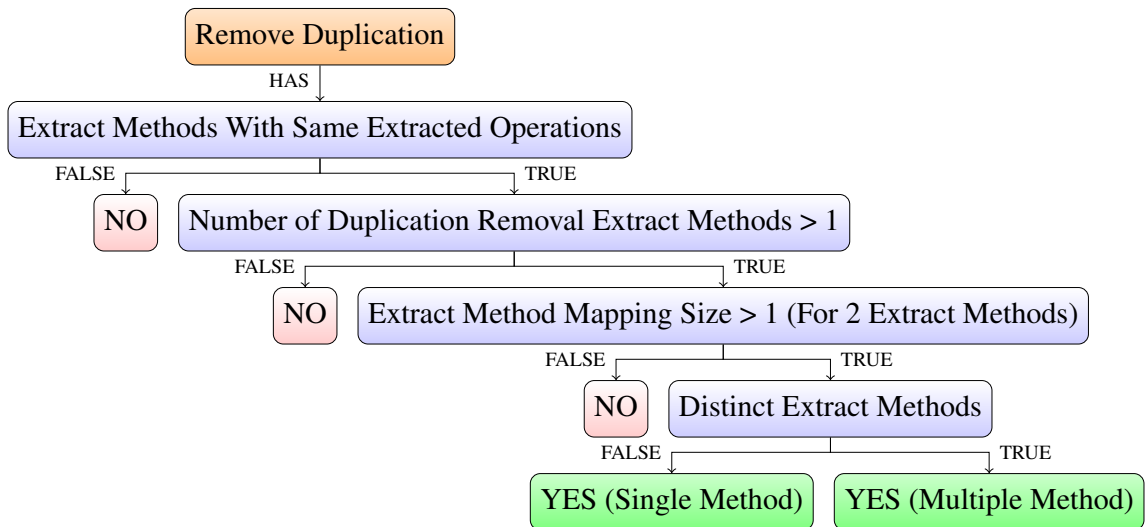 Remove Duplication
HAS
Extract Methods With Same Extracted Operations
FALSE
TRUE
NO
Number of Duplication Removal Extract Methods > 1
FALSE
TRUE
NO
Extract Method Mapping Size > 1 (For 2 Extract Methods)
FALSE
TRUE
NO
Distinct Extract Methods
FALSE
TRUE
YES (Single Method)
YES (Multiple Method)